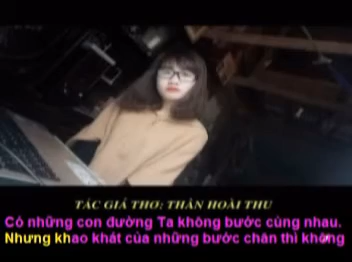 TÁC GIẢ THƠ: THÂN HOÀI THU
Có những con đường Ta không bước cùng nhau.
Nhưng khao khát của những bước chân thì không